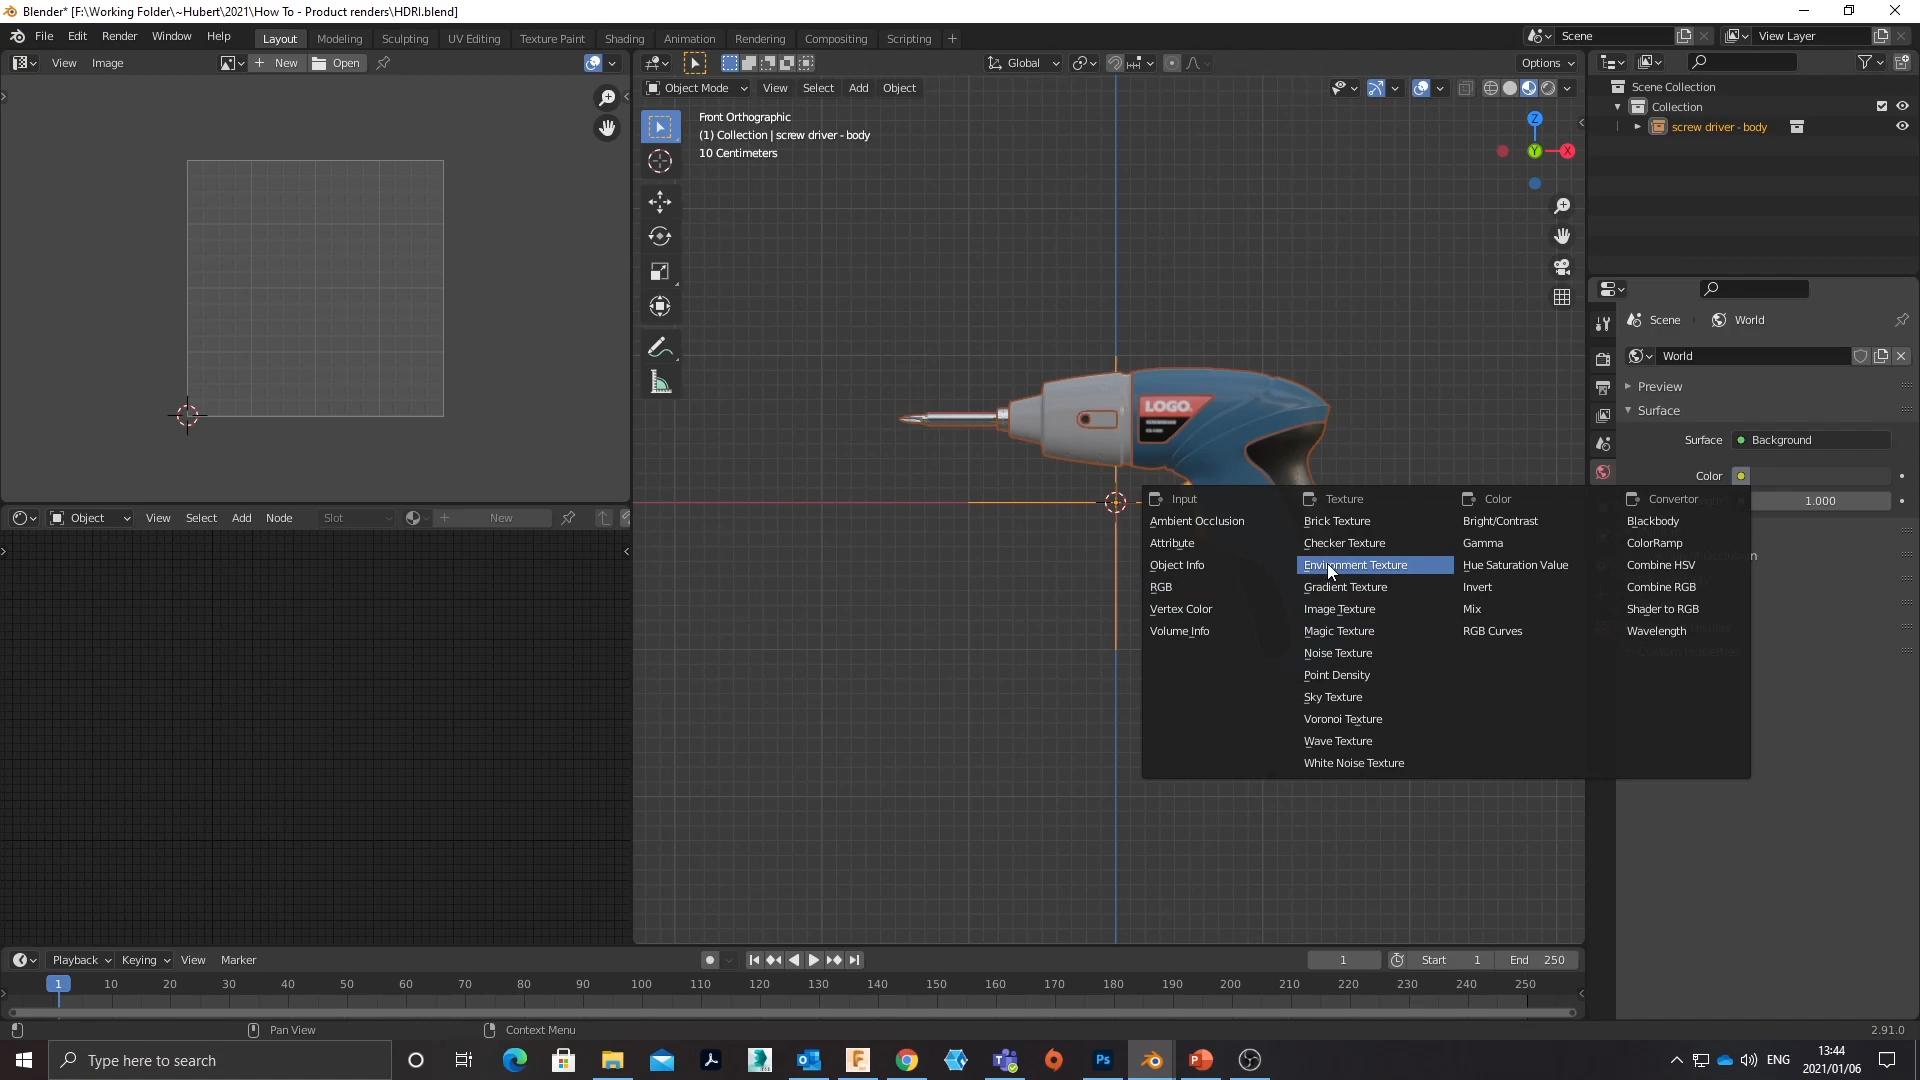 Blender* [F:\Working Folder\~Hubert\2021\How To - Product renders\HDRI.blend]
File Edit Render Window Help Layout Modeling Sculpting UV Editing Texture Paint Shading Animation Rendering Compositing Scripting + Scene View Layer
View Image + New Open Global Options
Object Mode View Select Add Object
Front Orthographic
(1) Collection | screw driver - body
10 Centimeters
Z
Y
X
Scene Collection
Collection
screw driver - body
Scene World
World
Preview
Surface
Surface Background
Color
1.000
LOGO.
Object View Select Add Object Node Slot + New
Input
Ambient Occlusion
Attribute
Object Info
RGB
Vertex Color
Volume Info
Texture
Brick Texture
Checker Texture
Environment Texture
Gradient Texture
Image Texture
Magic Texture
Noise Texture
Point Density
Sky Texture
Voronoi Texture
Wave Texture
White Noise Texture
Color
Bright/Contrast
Gamma
Hue Saturation Value
Invert
Mix
RGB Curves
Convertor
Blackbody
ColorRamp
Combine HSV
Combine RGB
Shader to RGB
Wavelength
Playback Keying View Marker 1 Start 1 End 250
1 10 20 30 40 50 60 70 80 90 100 110 120 130 140 150 160 170 180 190 200 210 220 230 240 250
Pan View Context Menu 2.91.0
Type here to search
ENG
13:44
2021/01/06